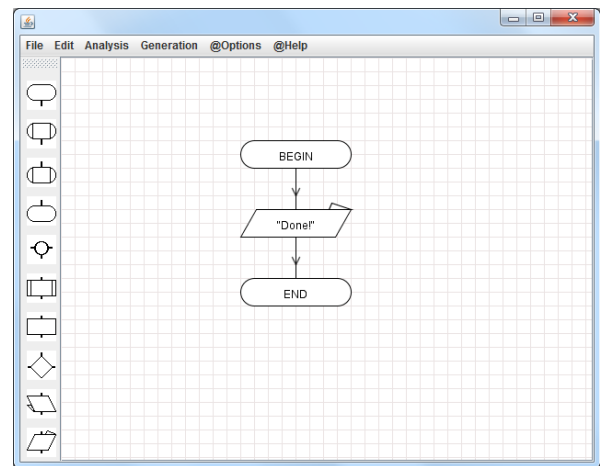 File Edit Analysis Generation @Options @Help
BEGIN
"Done!"
END